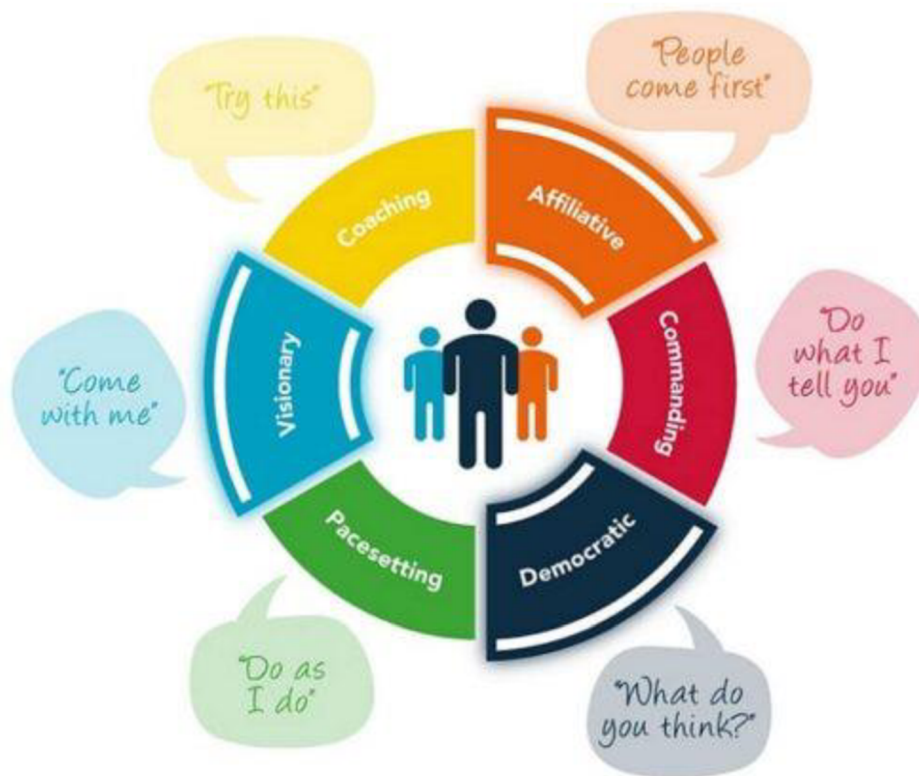 "Try this"
"People
come first"
Coaching
Affiliative
"Do
what I
tell you"
Commanding
"Come
with me"
Visionary
Pacesetting
Democratic
"Do as
I do"
"What do
you think?"